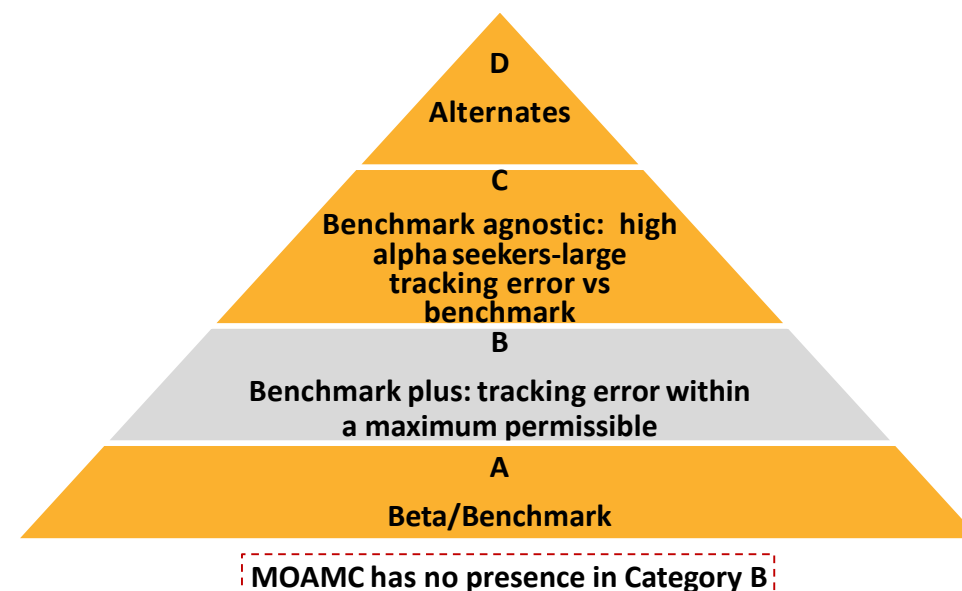 D
Alternates
C
Benchmark agnostic: high
alpha seekers-large
tracking error vs
benchmark
B
Benchmark plus: tracking error within
a maximum permissible
A
Beta/Benchmark
MOAMC has no presence in Category B